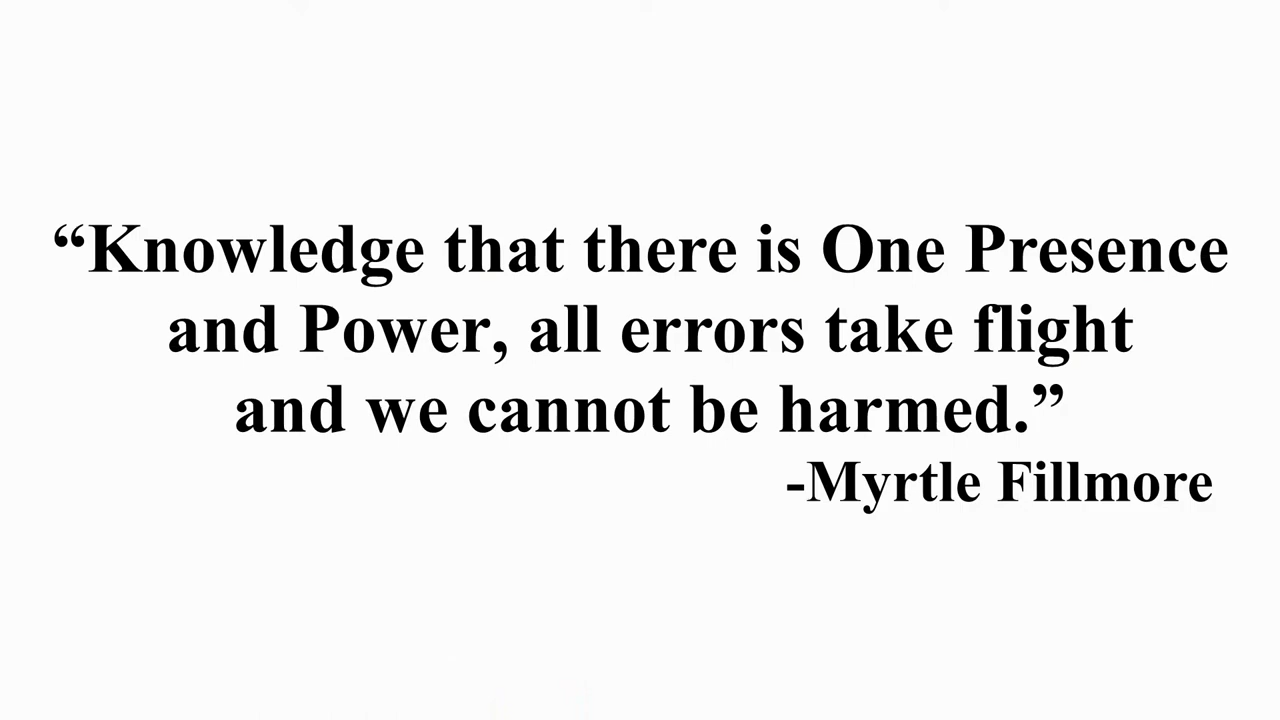 “Knowledge that there is One Presence
and Power, all errors take flight
and we cannot be harmed.”
-Myrtle Fillmore